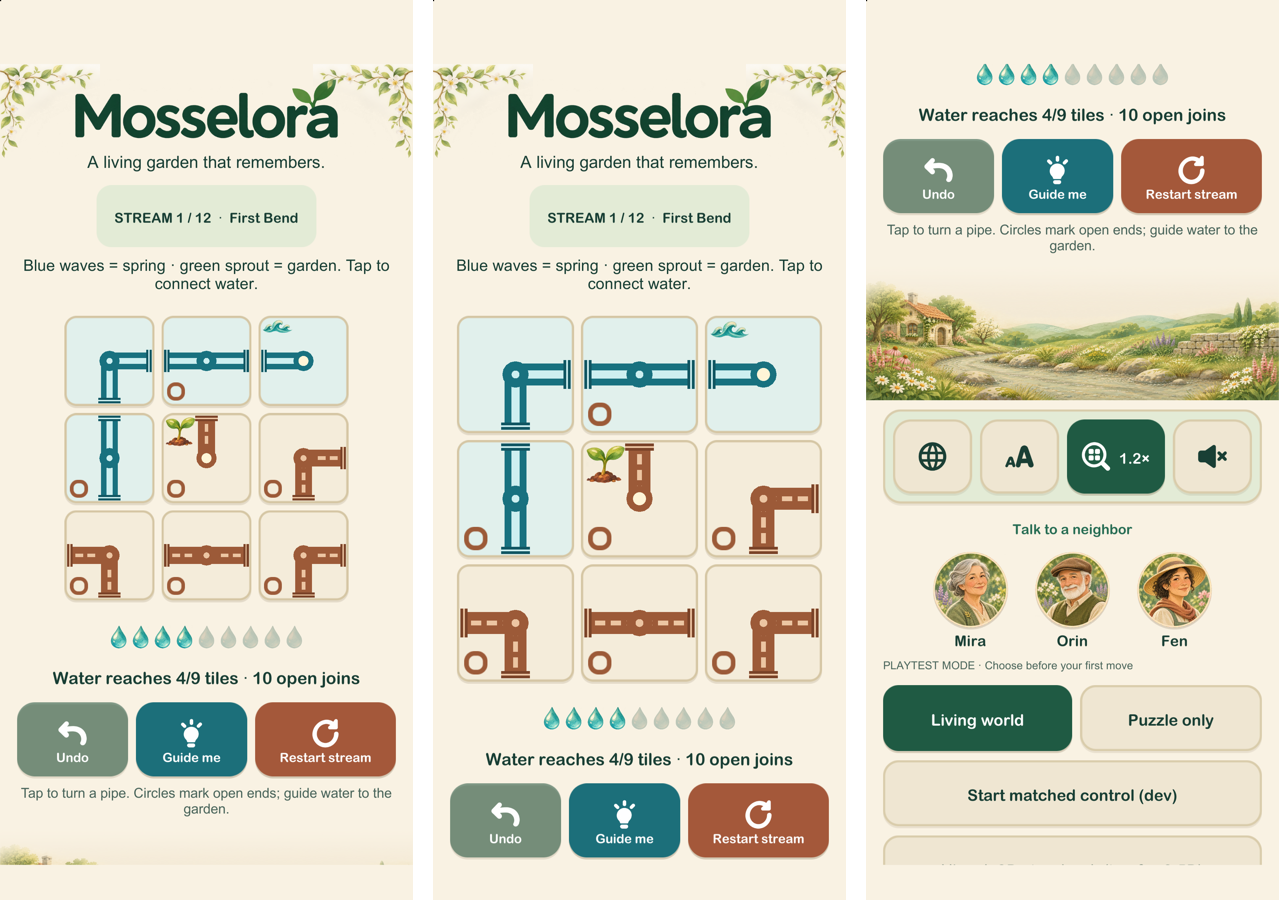 Mosselora
A living garden that remembers.
STREAM 1 / 12 · First Bend
Blue waves = spring · green sprout = garden. Tap to
connect water.
Water reaches 4/9 tiles · 10 open joins
Undo
Guide me
Restart stream
Tap to turn a pipe. Circles mark open ends; guide water to the
garden.
Mosselora
A living garden that remembers.
STREAM 1 / 12 · First Bend
Blue waves = spring · green sprout = garden. Tap to
connect water.
Water reaches 4/9 tiles · 10 open joins
Undo
Guide me
Restart stream
Water reaches 4/9 tiles · 10 open joins
Undo
Guide me
Restart stream
Tap to turn a pipe. Circles mark open ends; guide water to the
garden.
AA
1.2×
Talk to a neighbor
Mira
Orin
Fen
PLAYTEST MODE · Choose before your first move
Living world
Puzzle only
Start matched control (dev)